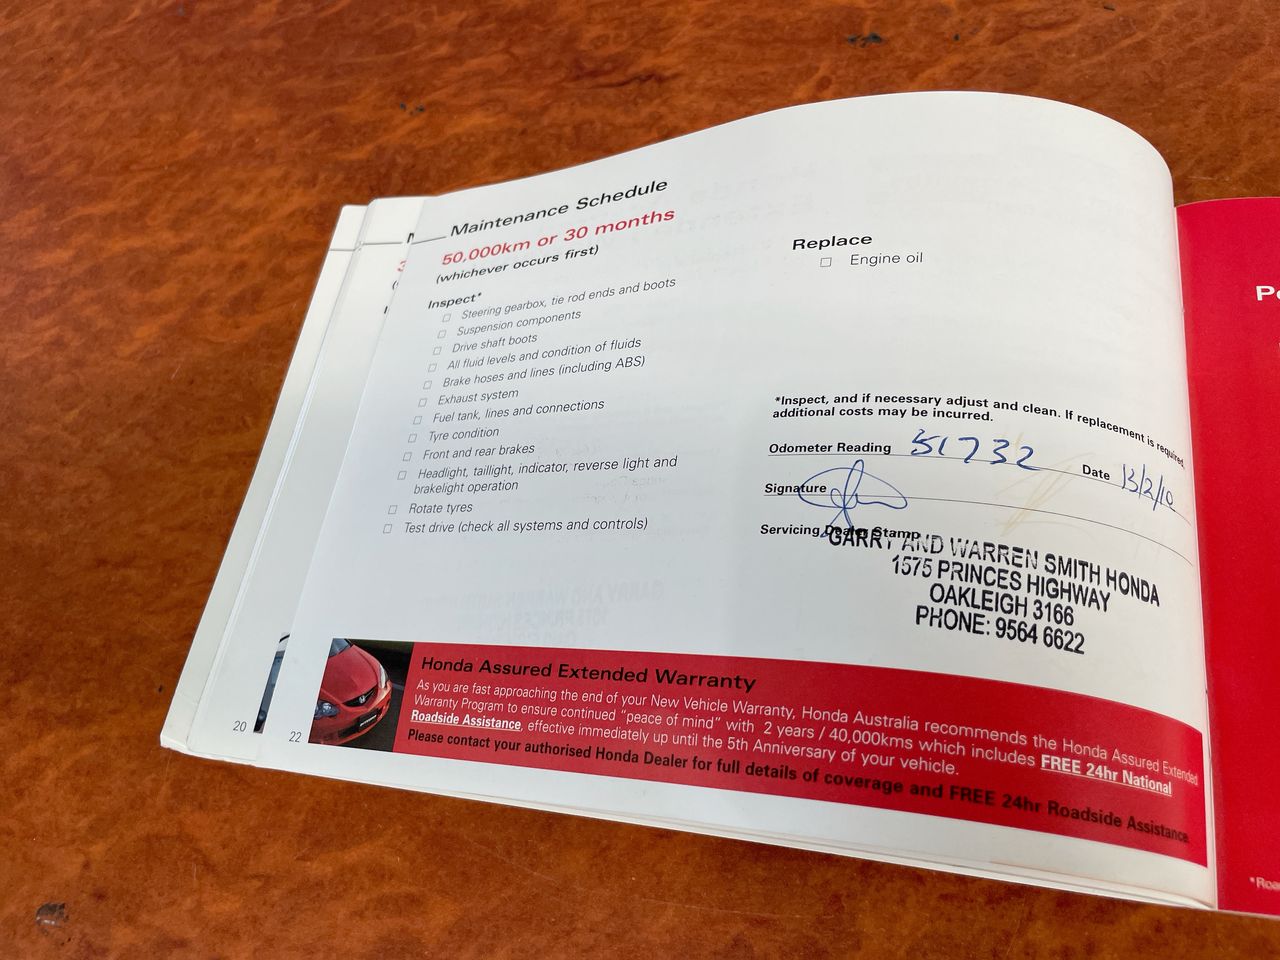 Maintenance Schedule
50,000km or 30 months
(whichever occurs first)
Inspect*
Steering gearbox, tie rod ends and boots
Suspension components
Drive shaft boots
All fluid levels and condition of fluids
Brake hoses and lines (including ABS)
Exhaust system
Fuel tank, lines and connections
Tyre condition
Front and rear brakes
Headlight, taillight, indicator, reverse light and
brakelight operation
Rotate tyres
Test drive (check all systems and controls)
Replace
Engine oil
*Inspect, and if necessary adjust and clean. If replacement is required,
additional costs may be incurred.
Odometer Reading 51732 Date 13/2/10
Signature
Servicing Dealer Stamp
GARRY AND WARREN SMITH HONDA
1575 PRINCES HIGHWAY
OAKLEIGH 3166
PHONE: 9564 6622
Honda Assured Extended Warranty
As you are fast approaching the end of your New Vehicle Warranty, Honda Australia recommends the Honda Assured Extended
Warranty Program to ensure continued "peace of mind" with 2 years / 40,000kms which includes FREE 24hr National
Roadside Assistance, effective immediately up until the 5th Anniversary of your vehicle.
Please contact your authorised Honda Dealer for full details of coverage and FREE 24hr Roadside Assistance.
20
22